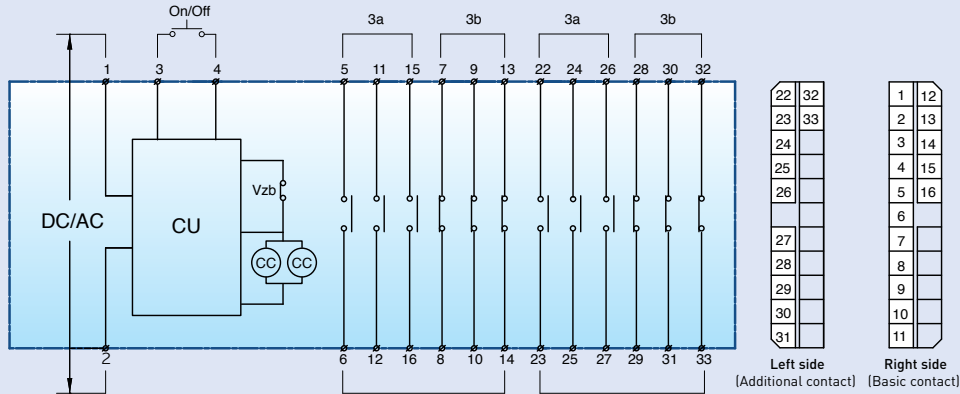 On/Off
3a 3b 3a 3b
1 3 4 5 11 15 7 9 13 22 24 26 28 30 32
Vzb
DC/AC CU
CC CC
2 6 12 16 8 10 14 23 25 27 29 31 33
22 32
23 33
24
25
26
27
28
29
30
31
Left side
(Additional contact)
1 12
2 13
3 14
4 15
5 16
6
7
8
9
10
11
Right side
(Basic contact)